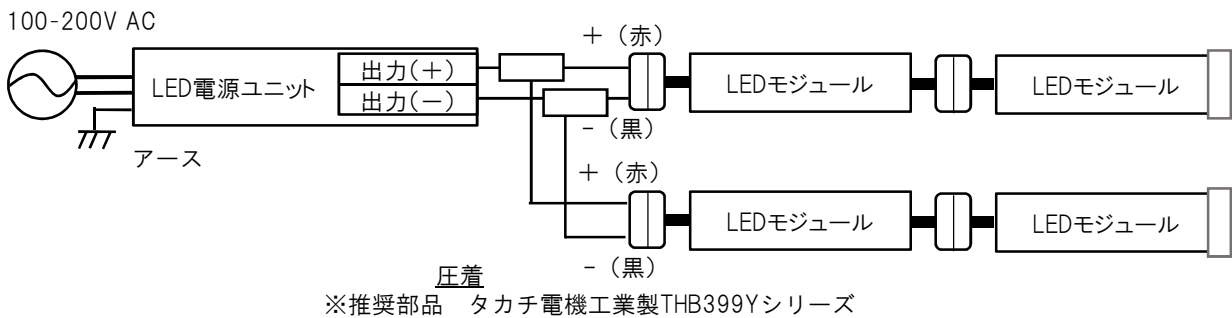 100-200V AC
LED電源ユニット
出力(+)
出力(-)
アース
+(赤)
-(黒)
LEDモジュール
LEDモジュール
+(赤)
-(黒)
LEDモジュール
LEDモジュール
圧着
※推奨部品 タカチ電機工業製THB399Yシリーズ